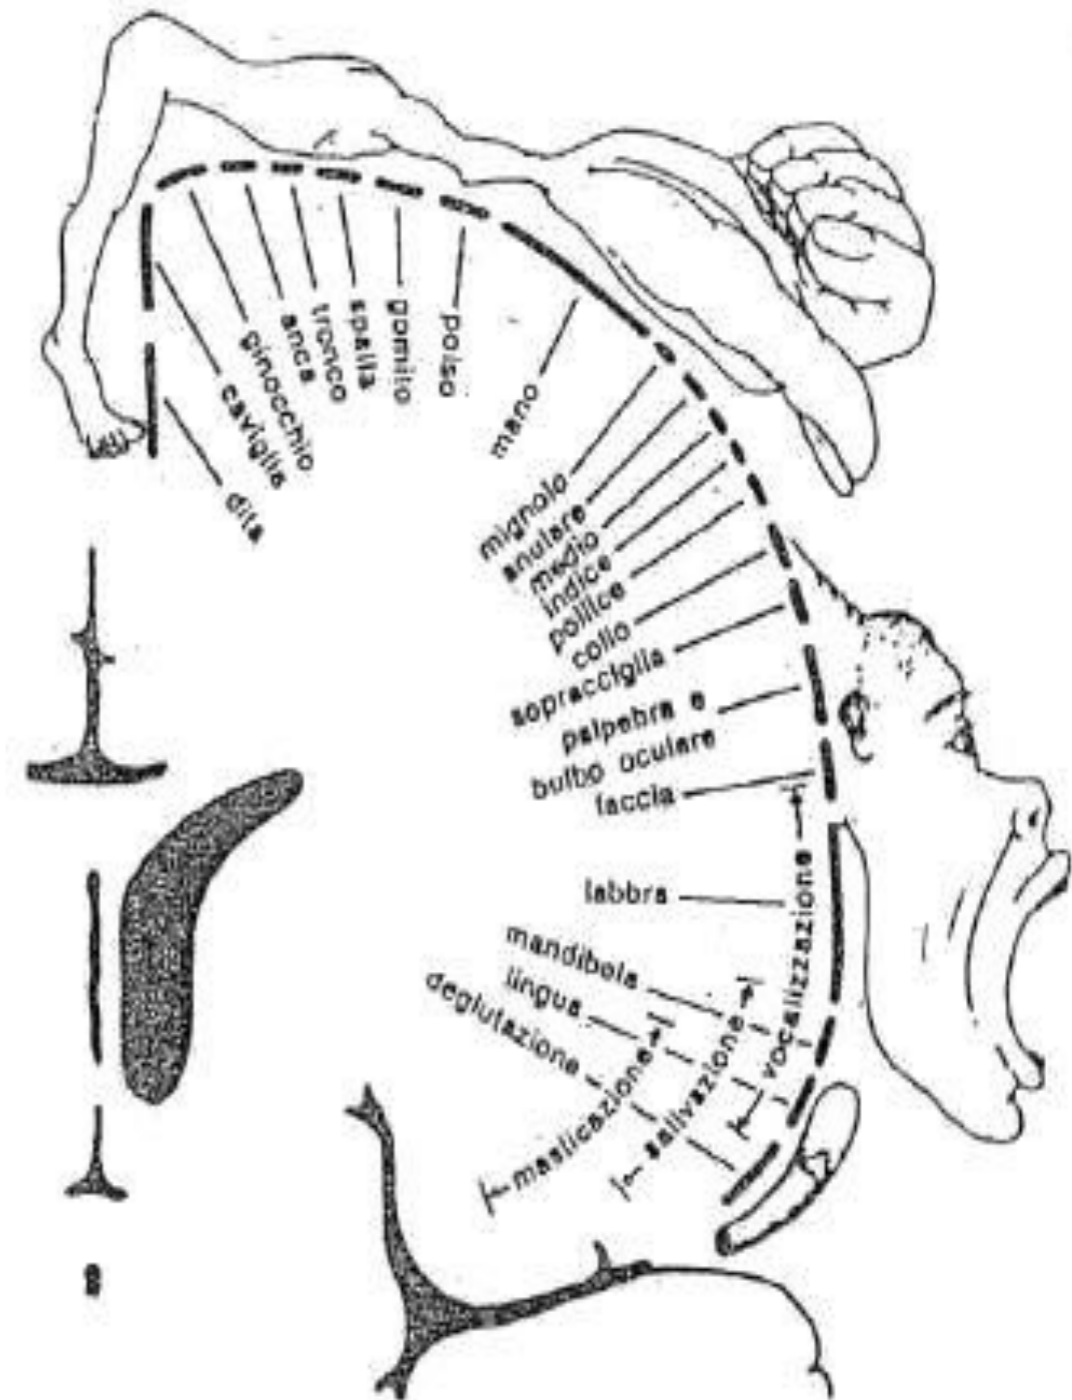 dita
caviglia
ginocchio
anca
tronco
spalla
gomito
polso
mano
mignolo
anulare
medio
indice
pollice
collo
sopracciglia
palpebra e
bulbo oculare
faccia
labbra
mandibola
lingua
deglutazione
masticazione
salivazione
vocalizzazione